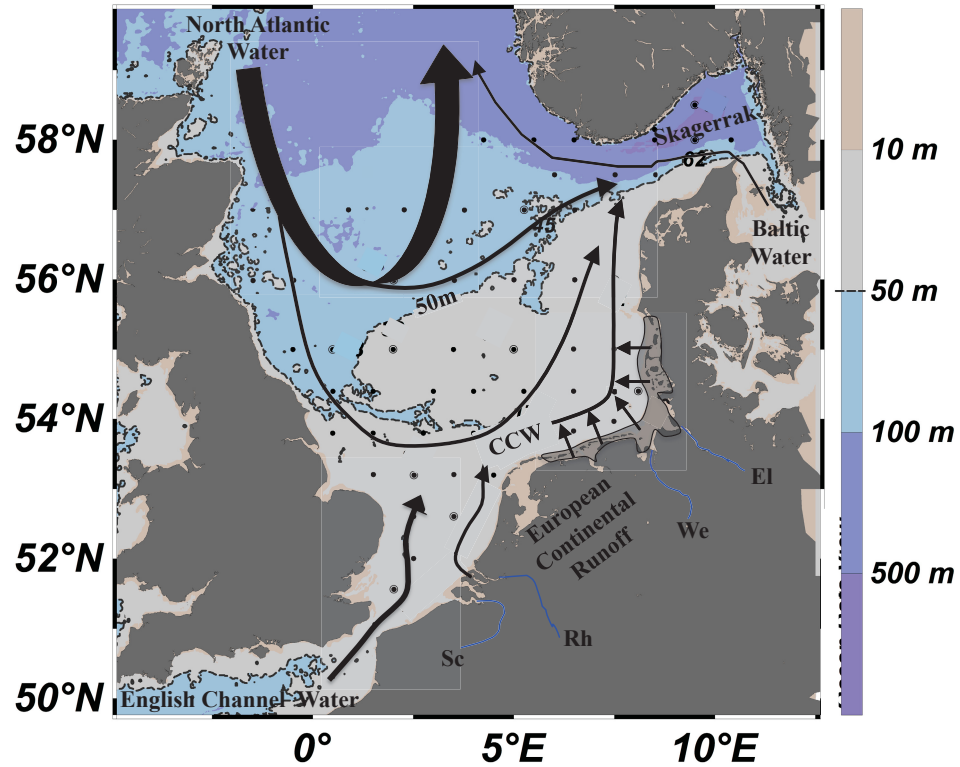 North Atlantic
Water
58°N
56°N
54°N
52°N
50°N
Skagerrak
62
45
Baltic
Water
50m
CCW
European
Continental
Runoff
El
We
Rh
Sc
English Channel Water
0°
5°E
10°E
10 m
50 m
100 m
500 m